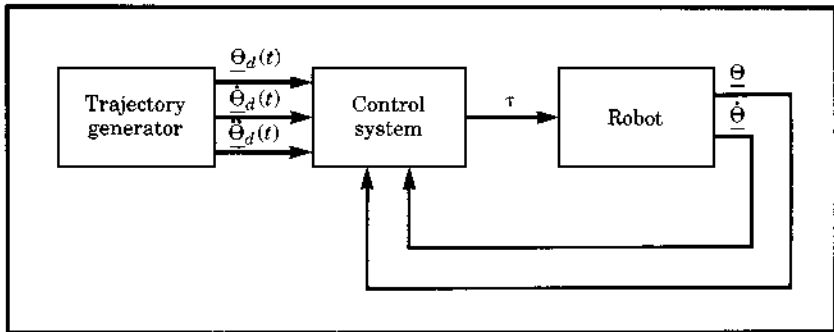 Θ_d(t)
Θ̇_d(t)
Θ̈_d(t)
Trajectory
generator
Control
system
τ
Robot
Θ
Θ̇